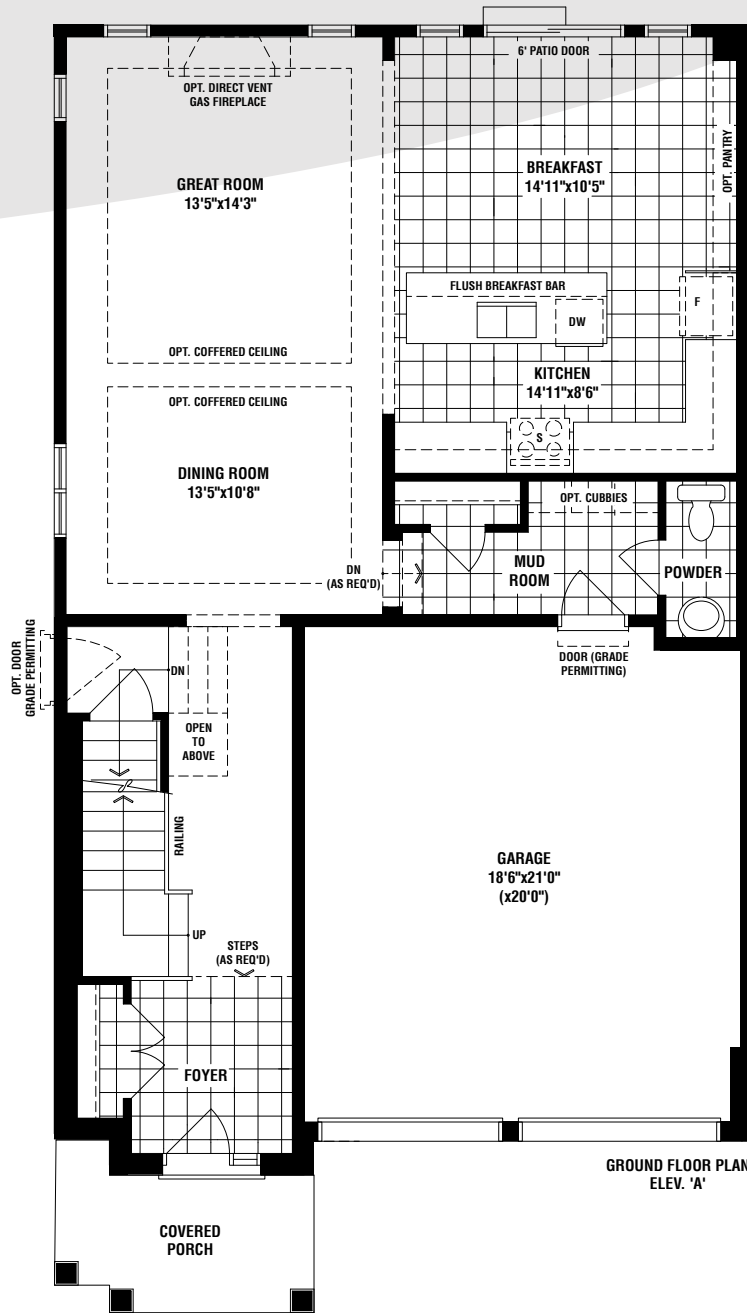 6' PATIO DOOR
OPT. DIRECT VENT
GAS FIREPLACE
GREAT ROOM
13'5"x14'3"
BREAKFAST
14'11"x10'5"
OPT. PANTRY
FLUSH BREAKFAST BAR
F
DW
OPT. COFFERED CEILING
KITCHEN
14'11"x8'6"
OPT. COFFERED CEILING
S
DINING ROOM
13'5"x10'8"
OPT. CUBBIES
DN
(AS REQ'D)
MUD
ROOM
POWDER
OPT. DOOR
GRADE PERMITTING
DN
DOOR (GRADE
PERMITTING)
OPEN
TO
ABOVE
RAILING
GARAGE
18'6"x21'0"
(x20'0")
UP
STEPS
(AS REQ'D)
FOYER
GROUND FLOOR PLAN
ELEV. 'A'
COVERED
PORCH